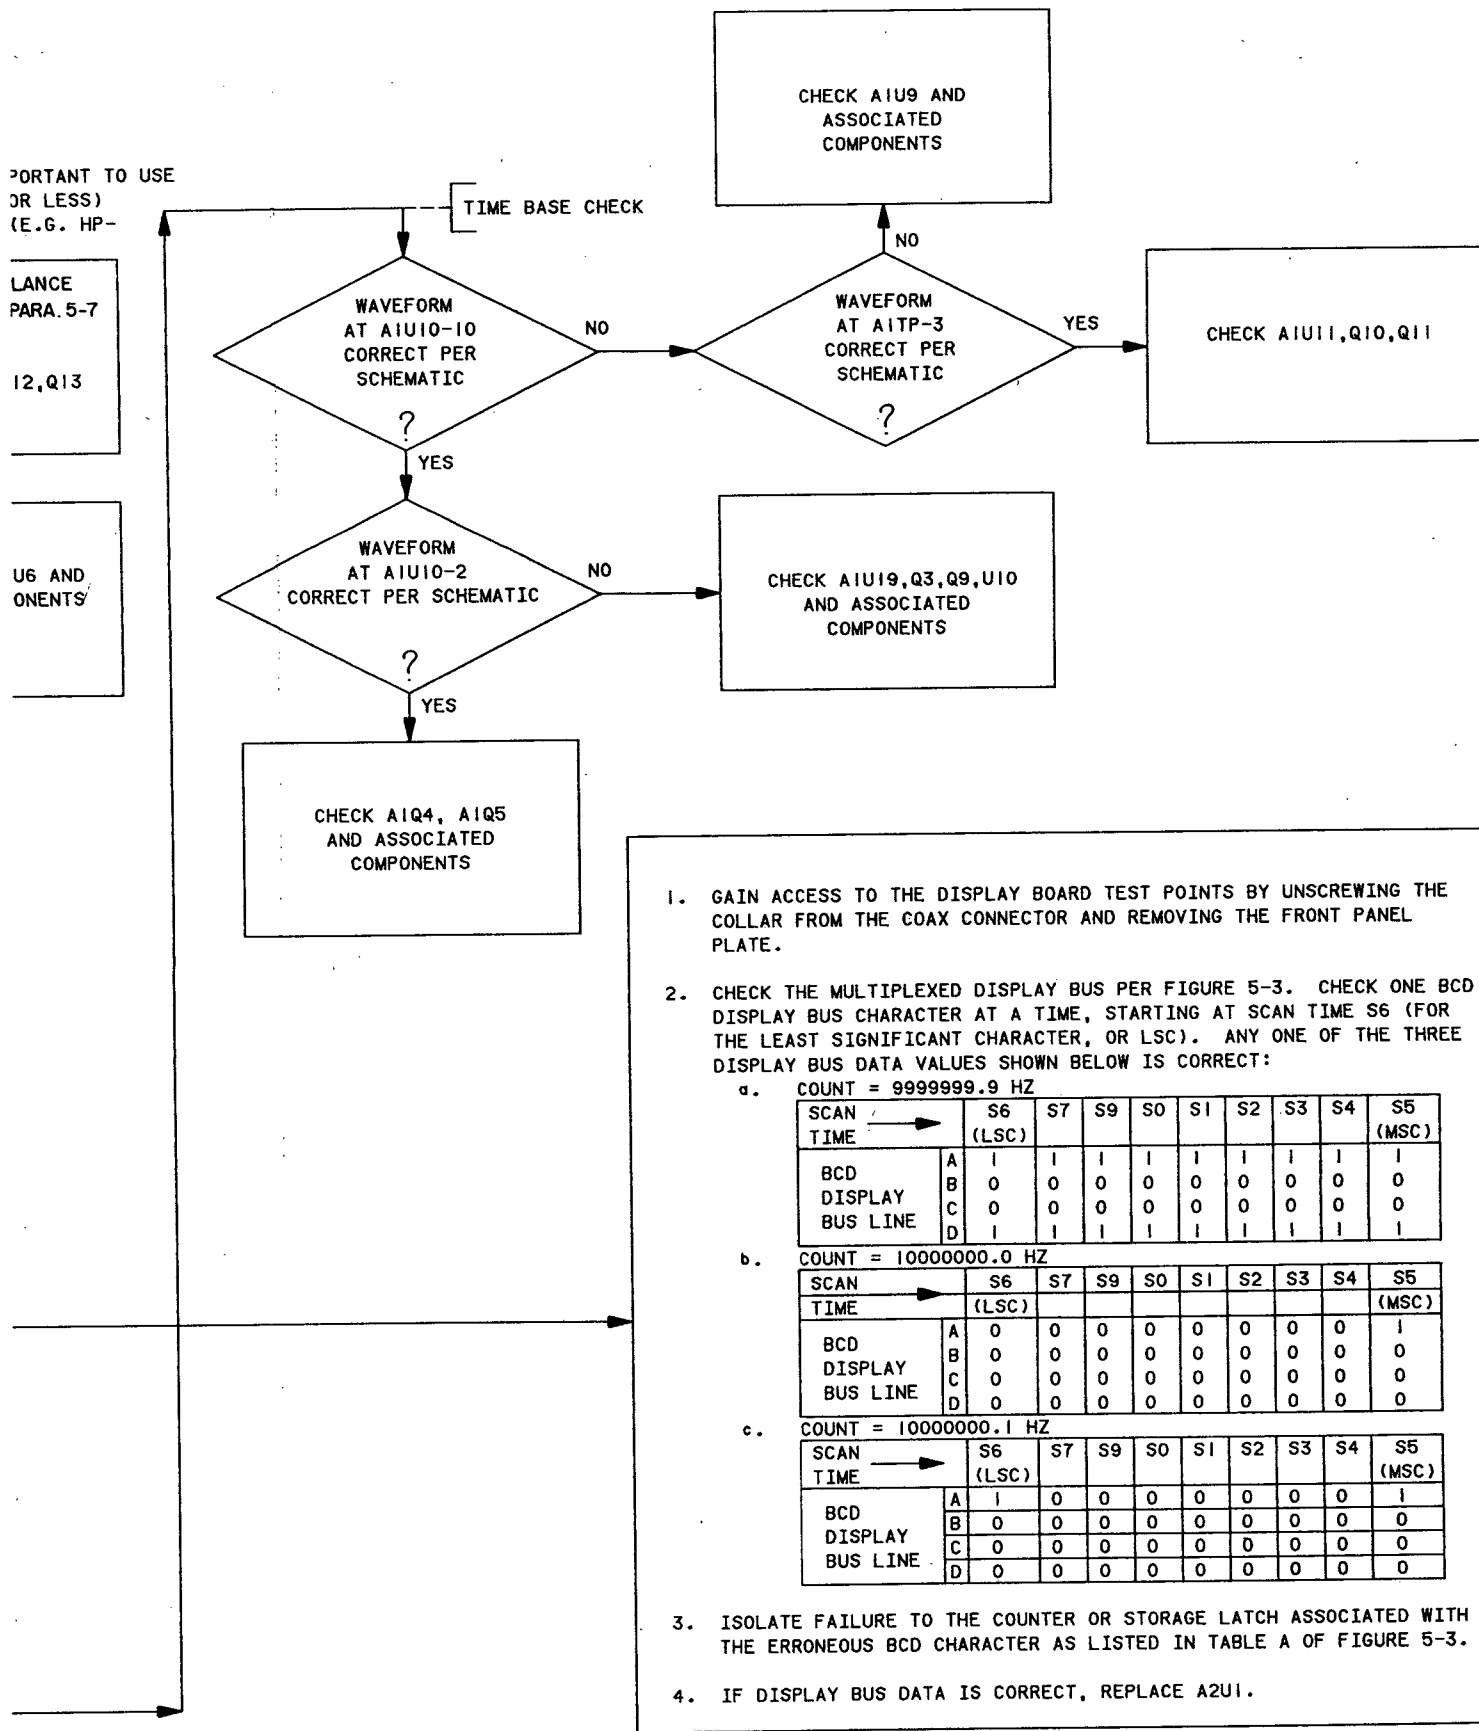 CHECK A1U9 AND
ASSOCIATED
COMPONENTS
PORTANT TO USE
OR LESS)
(E.G. HP-
TIME BASE CHECK
NO
LANCE
PARA. 5-7
12,Q13
WAVEFORM
AT A1U10-10
CORRECT PER
SCHEMATIC
?
NO
WAVEFORM
AT A1TP-3
CORRECT PER
SCHEMATIC
?
YES
CHECK A1U11,Q10,Q11
YES
U6 AND
ONENTS
WAVEFORM
AT A1U10-2
CORRECT PER SCHEMATIC
?
NO
CHECK A1U19,Q3,Q9,U10
AND ASSOCIATED
COMPONENTS
YES
CHECK A1Q4, A1Q5
AND ASSOCIATED
COMPONENTS
1. GAIN ACCESS TO THE DISPLAY BOARD TEST POINTS BY UNSCREWING THE
COLLAR FROM THE COAX CONNECTOR AND REMOVING THE FRONT PANEL
PLATE.
2. CHECK THE MULTIPLEXED DISPLAY BUS PER FIGURE 5-3. CHECK ONE BCD
DISPLAY BUS CHARACTER AT A TIME, STARTING AT SCAN TIME S6 (FOR
THE LEAST SIGNIFICANT CHARACTER, OR LSC). ANY ONE OF THE THREE
DISPLAY BUS DATA VALUES SHOWN BELOW IS CORRECT:
a. COUNT = 9999999.9 HZ
SCAN S6 S7 S9 S0 S1 S2 S3 S4 S5
TIME (LSC) (MSC)
BCD DISPLAY BUS LINE
A 1 1 1 1 1 1 1 1 1
B 0 0 0 0 0 0 0 0 0
C 0 0 0 0 0 0 0 0 0
D 1 1 1 1 1 1 1 1 1
b. COUNT = 10000000.0 HZ
SCAN S6 S7 S9 S0 S1 S2 S3 S4 S5
TIME (LSC) (MSC)
BCD DISPLAY BUS LINE
A 0 0 0 0 0 0 0 0 1
B 0 0 0 0 0 0 0 0 0
C 0 0 0 0 0 0 0 0 0
D 0 0 0 0 0 0 0 0 0
c. COUNT = 10000000.1 HZ
SCAN S6 S7 S9 S0 S1 S2 S3 S4 S5
TIME (LSC) (MSC)
BCD DISPLAY BUS LINE
A 1 0 0 0 0 0 0 0 1
B 0 0 0 0 0 0 0 0 0
C 0 0 0 0 0 0 0 0 0
D 0 0 0 0 0 0 0 0 0
3. ISOLATE FAILURE TO THE COUNTER OR STORAGE LATCH ASSOCIATED WITH
THE ERRONEOUS BCD CHARACTER AS LISTED IN TABLE A OF FIGURE 5-3.
4. IF DISPLAY BUS DATA IS CORRECT, REPLACE A2U1.